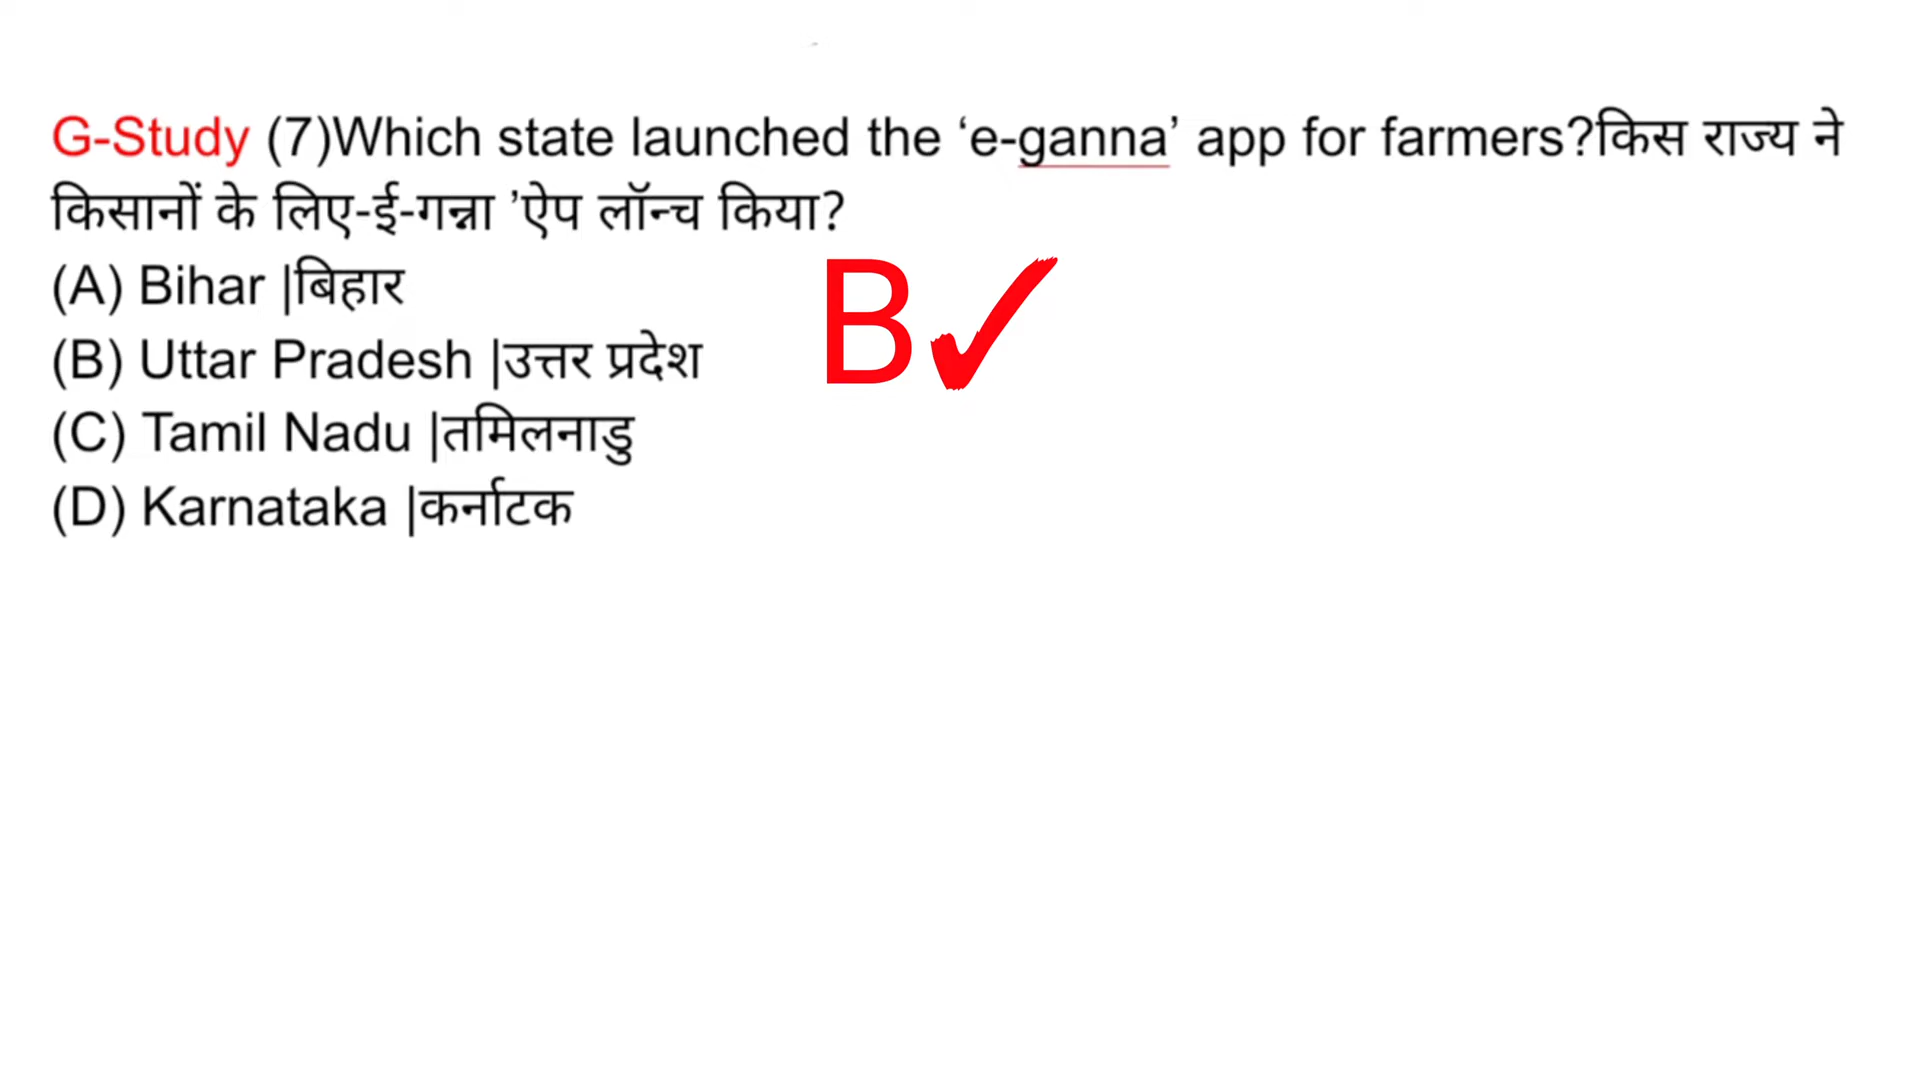 G-Study (7)Which state launched the ‘e-ganna’ app for farmers?किस राज्य ने
किसानों के लिए-ई-गन्ना ’ऐप लॉन्च किया?
(A) Bihar |बिहार
B✓
(B) Uttar Pradesh |उत्तर प्रदेश
(C) Tamil Nadu |तमिलनाडु
(D) Karnataka |कर्नाटक